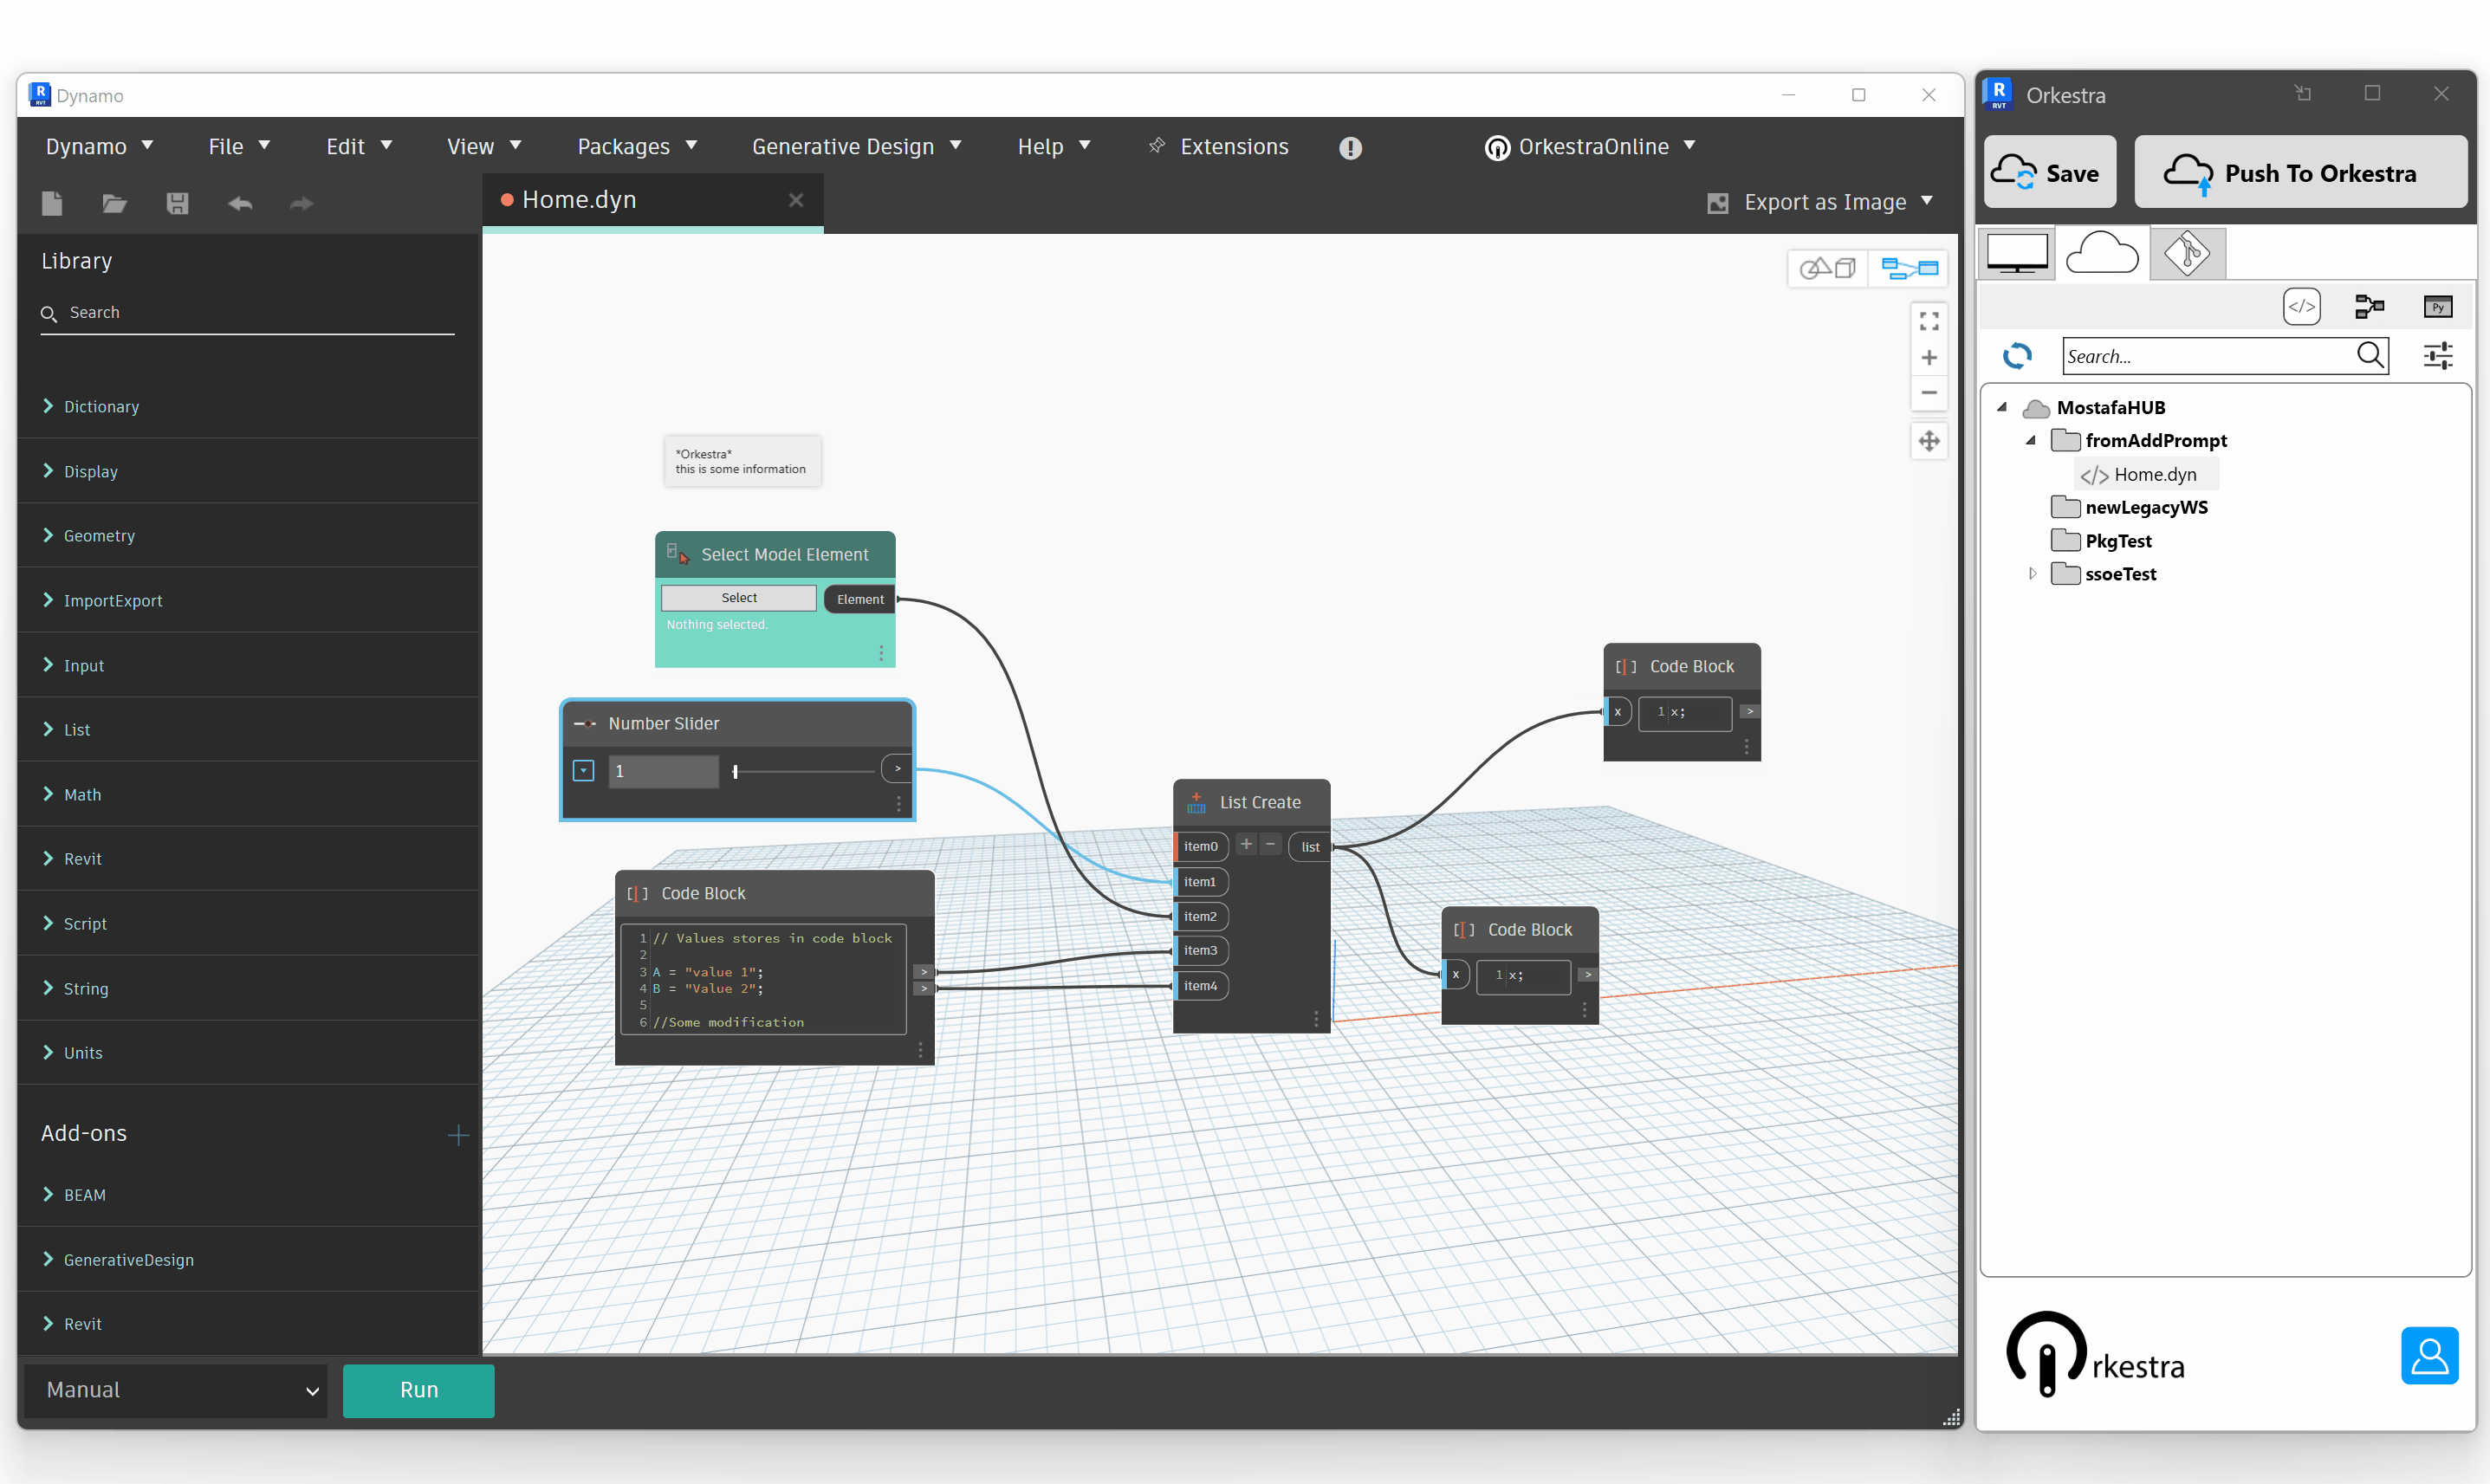 R
RVT
Dynamo
Dynamo File Edit View Packages Generative Design Help Extensions OrkestraOnline
Home.dyn
Export as Image
Library
Search
Dictionary
Display
Geometry
ImportExport
Input
List
Math
Revit
Script
String
Units
Add-ons
BEAM
GenerativeDesign
Revit
Manual
Run
*Orkestra*
this is some information
Select Model Element
Select
Element
Nothing selected.
Number Slider
1
>
[ ] Code Block
1 // Values stores in code block
2
3 A = "value 1"; >
4 B = "Value 2"; >
5
6 //Some modification
List Create
item0 + - list
item1
item2
item3
item4
[ ] Code Block
x 1 x; >
[ ] Code Block
x 1 x; >
R
RVT
Orkestra
Save
Push To Orkestra
</>
Py
Search...
MostafaHUB
fromAddPrompt
</> Home.dyn
newLegacyWS
PkgTest
ssoeTest
rkestra